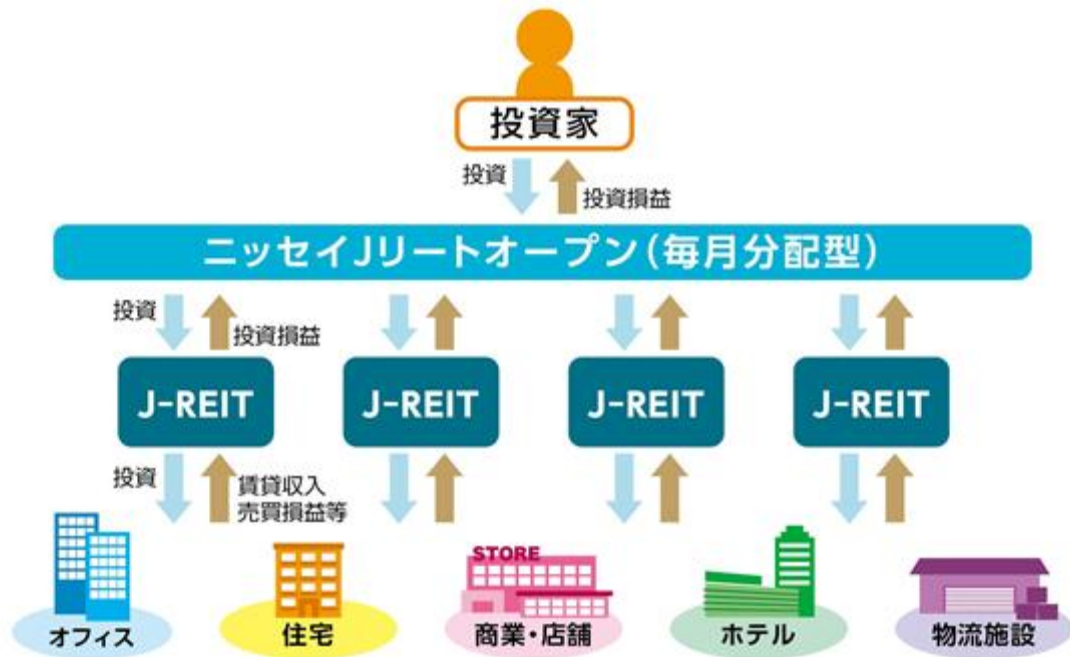 投資家
投資
投資損益
ニッセイJリートオープン(毎月分配型)
投資
投資損益
J-REIT
J-REIT
J-REIT
J-REIT
投資
賃貸収入
売買損益等
STORE
オフィス
住宅
商業・店舗
ホテル
物流施設